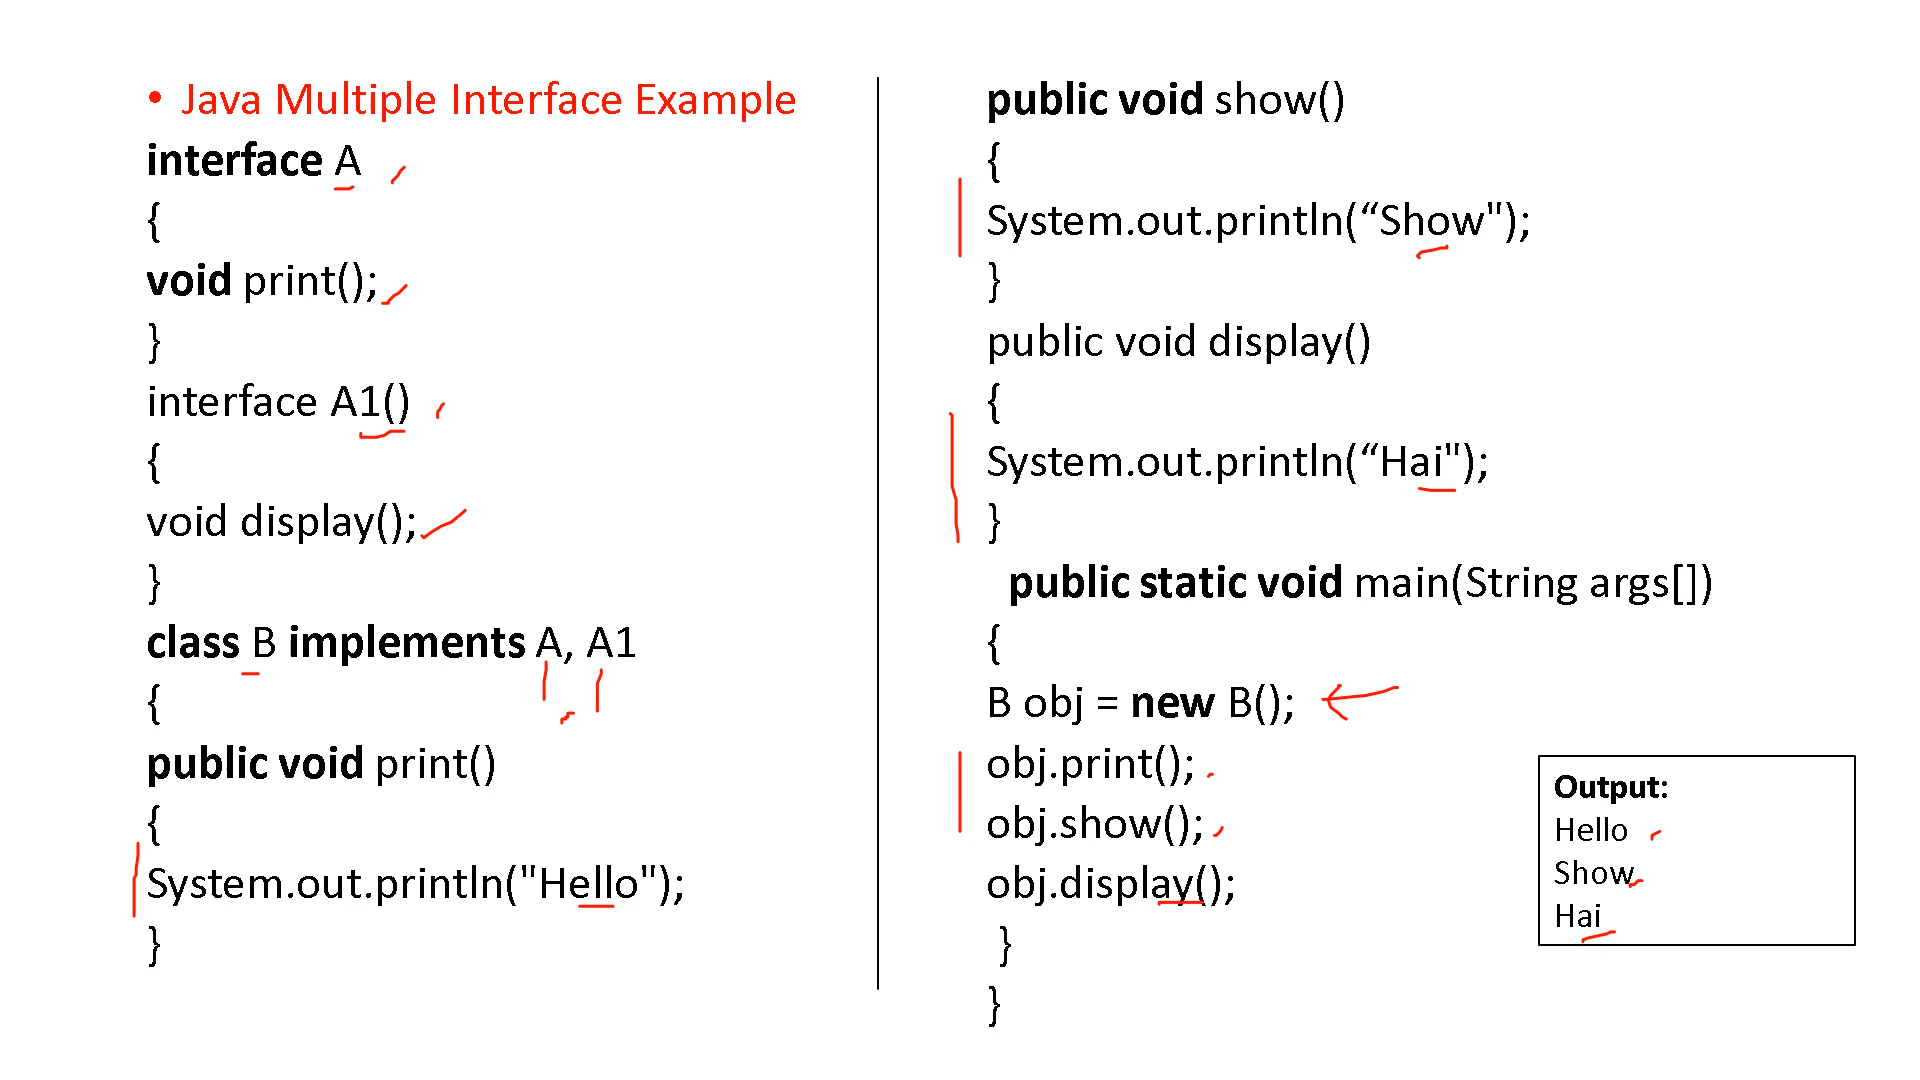 • Java Multiple Interface Example
interface A
{
void print();
}
interface A1()
{
void display();
}
class B implements A, A1
{
public void print()
{
System.out.println("Hello");
}
public void show()
{
System.out.println(“Show");
}
public void display()
{
System.out.println(“Hai");
}
public static void main(String args[])
{
B obj = new B();
obj.print();
obj.show();
obj.display();
}
}
Output:
Hello
Show
Hai